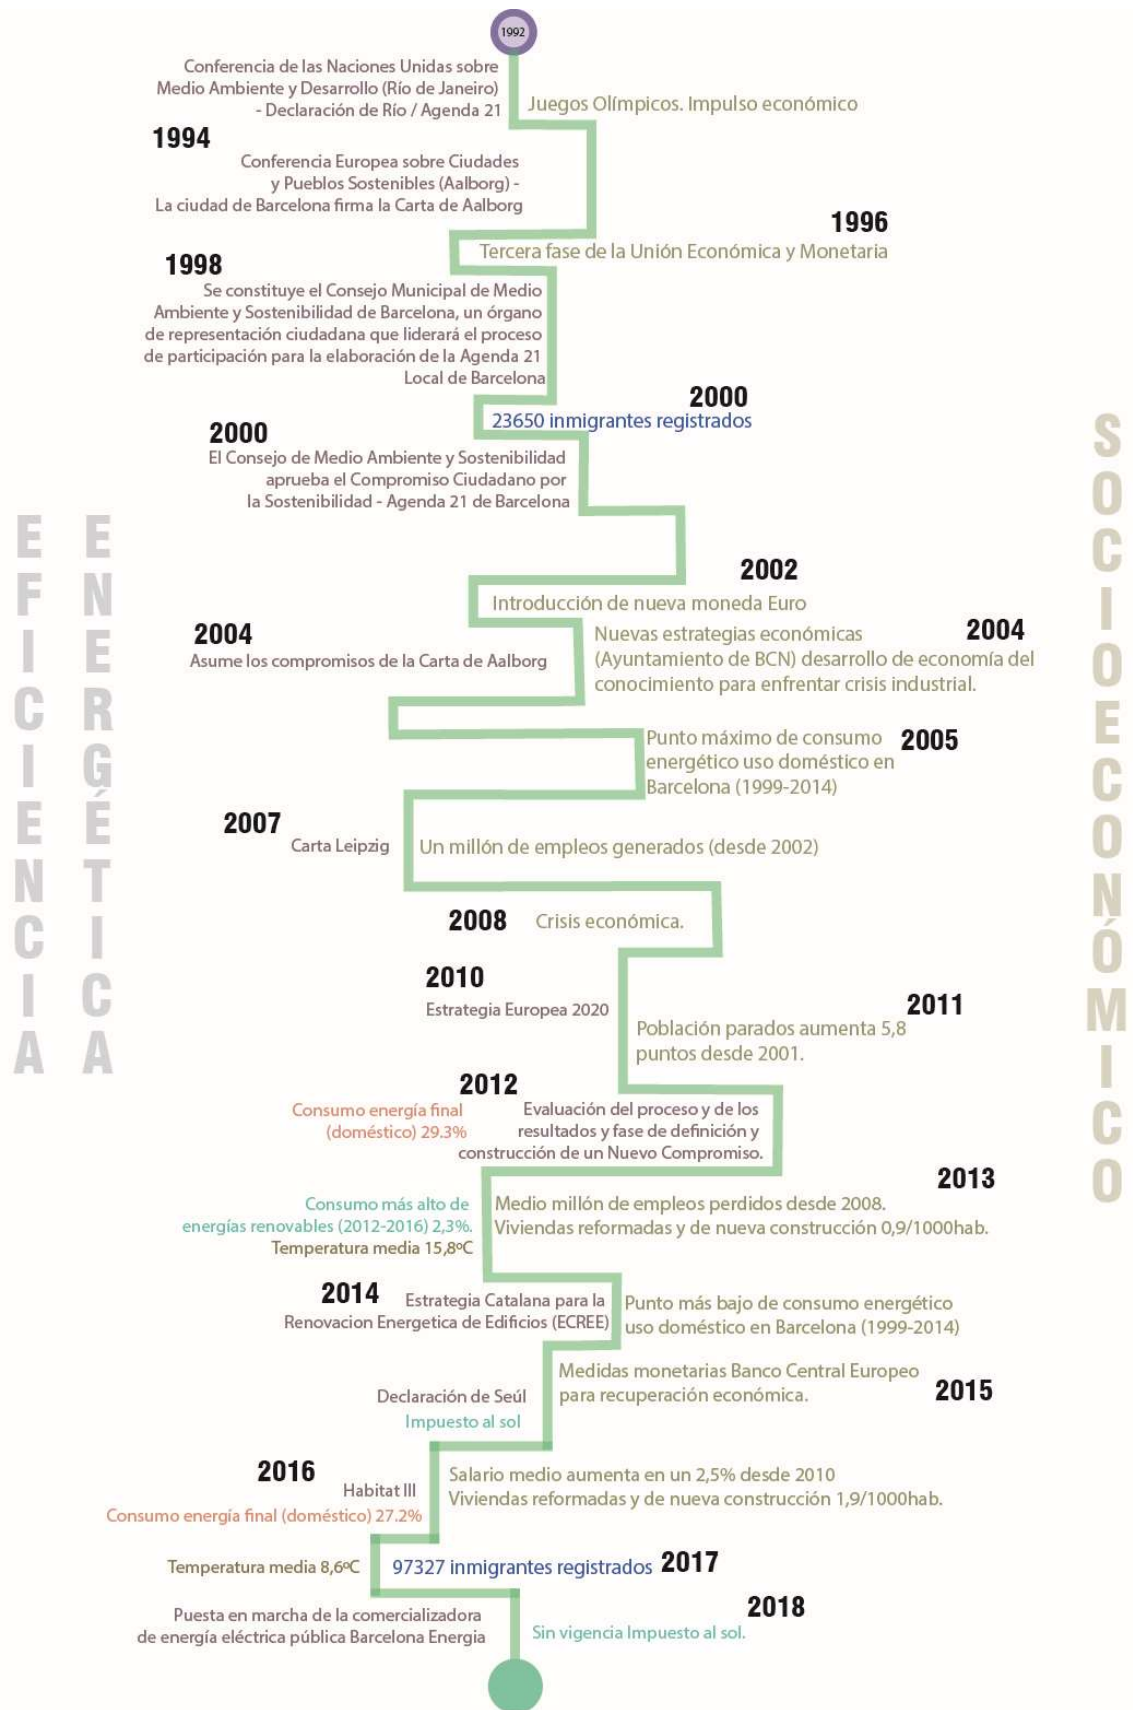 1992
Conferencia de las Naciones Unidas sobre
Medio Ambiente y Desarrollo (Río de Janeiro)
- Declaración de Río / Agenda 21
Juegos Olímpicos. Impulso económico
1994
Conferencia Europea sobre Ciudades
y Pueblos Sostenibles (Aalborg) -
La ciudad de Barcelona firma la Carta de Aalborg
1996
Tercera fase de la Unión Económica y Monetaria
1998
Se constituye el Consejo Municipal de Medio
Ambiente y Sostenibilidad de Barcelona, un órgano
de representación ciudadana que liderará el proceso
de participación para la elaboración de la Agenda 21
Local de Barcelona
2000
23650 inmigrantes registrados
2000
El Consejo de Medio Ambiente y Sostenibilidad
aprueba el Compromiso Ciudadano por
la Sostenibilidad - Agenda 21 de Barcelona
2002
Introducción de nueva moneda Euro
2004
Asume los compromisos de la Carta de Aalborg
2004
Nuevas estrategias económicas
(Ayuntamiento de BCN) desarrollo de economía del
conocimiento para enfrentar crisis industrial.
2005
Punto máximo de consumo
energético uso doméstico en
Barcelona (1999-2014)
2007
Carta Leipzig
Un millón de empleos generados (desde 2002)
2008
Crisis económica.
2010
Estrategia Europea 2020
2011
Población parados aumenta 5,8
puntos desde 2001.
2012
Consumo energía final
(doméstico) 29.3%
Evaluación del proceso y de los
resultados y fase de definición y
construcción de un Nuevo Compromiso.
2013
Consumo más alto de
energías renovables (2012-2016) 2,3%.
Temperatura media 15,8ºC
Medio millón de empleos perdidos desde 2008.
Viviendas reformadas y de nueva construcción 0,9/1000hab.
2014
Estrategia Catalana para la
Renovacion Energetica de Edificios (ECREE)
Punto más bajo de consumo energético
uso doméstico en Barcelona (1999-2014)
Medidas monetarias Banco Central Europeo
para recuperación económica.
2015
Declaración de Seúl
Impuesto al sol
2016
Habitat III
Consumo energía final (doméstico) 27.2%
Salario medio aumenta en un 2,5% desde 2010
Viviendas reformadas y de nueva construcción 1,9/1000hab.
Temperatura media 8,6ºC
97327 inmigrantes registrados
2017
Puesta en marcha de la comercializadora
de energía eléctrica pública Barcelona Energia
2018
Sin vigencia Impuesto al sol.
EFICIENCIA
ENERGÉTICA
SOCIOECONÓMICO